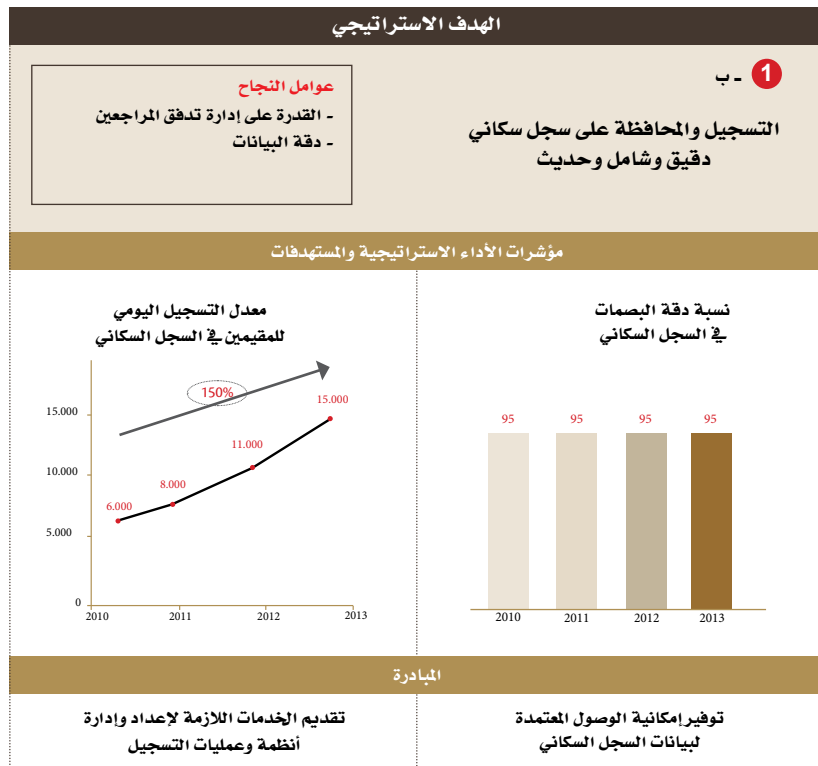 الهدف الاستراتيجي
1 - ب
التسجيل والمحافظة على سجل سكاني
دقيق وشامل وحديث
عوامل النجاح
- القدرة على إدارة تدفق المراجعين
- دقة البيانات
مؤشرات الأداء الاستراتيجية والمستهدفات
نسبة دقة البصمات
في السجل السكاني
95 95 95 95
2010 2011 2012 2013
معدل التسجيل اليومي
للمقيمين في السجل السكاني
150%
15.000
15.000
11.000
10.000
8.000
6.000
5.000
0
2010 2011 2012 2013
المبادرة
توفير إمكانية الوصول المعتمدة
لبيانات السجل السكاني
تقديم الخدمات اللازمة لإعداد وإدارة
أنظمة وعمليات التسجيل